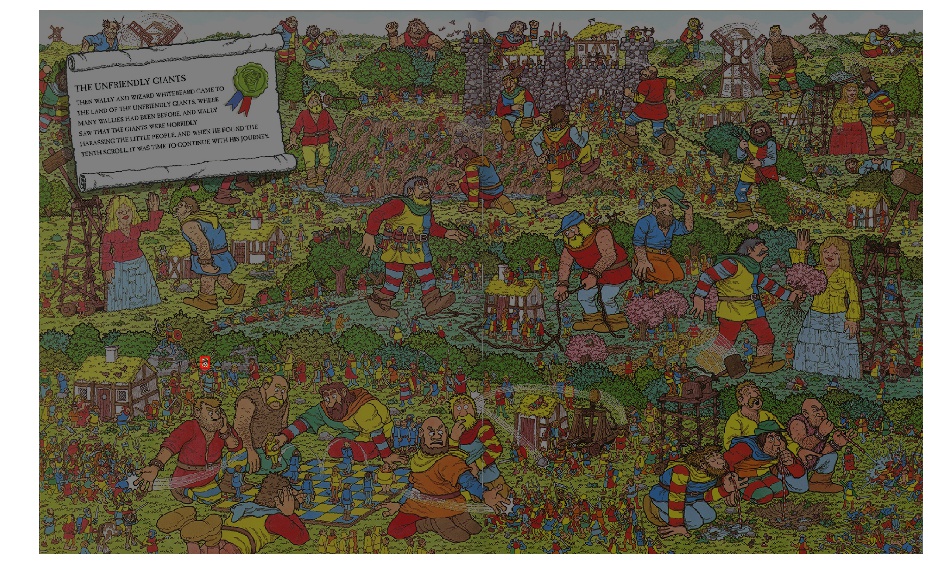 THE UNFRIENDLY GIANTS
THEN WALLY AND WIZARD WHITEBEARD CAME TO
THE LAND OF THE UNFRIENDLY GIANTS, WHERE
MANY WALLIES HAD BEEN BEFORE, AND WALLY
SAW THAT THE GIANTS WERE HORRIDLY
HARASSING THE LITTLE PEOPLE. AND WHEN HE FOUND THE
TENTH SCROLL, IT WAS TIME TO CONTINUE WITH HIS JOURNEY.